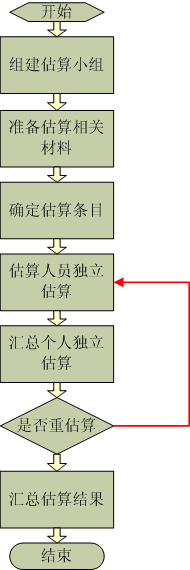 开始
组建估算小组
准备估算相关
材料
确定估算条目
估算人员独立
估算
汇总个人独立
估算
是否重估算
汇总估算结果
结束